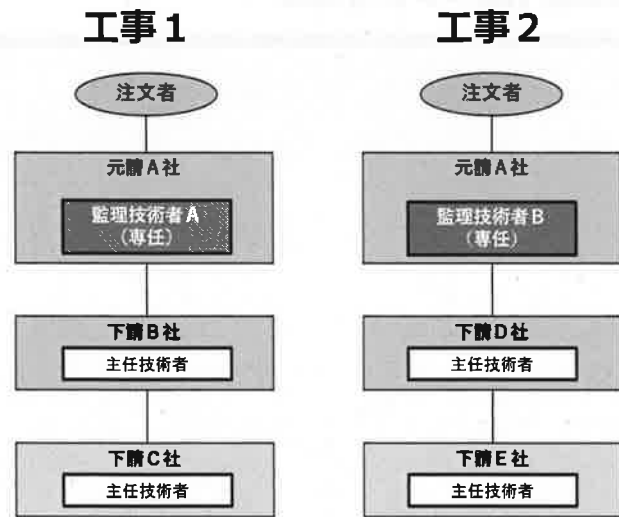 工事1
注文者
元請A社
監理技術者A
(専任)
下請B社
主任技術者
下請C社
主任技術者
工事2
注文者
元請A社
監理技術者B
(専任)
下請D社
主任技術者
下請E社
主任技術者